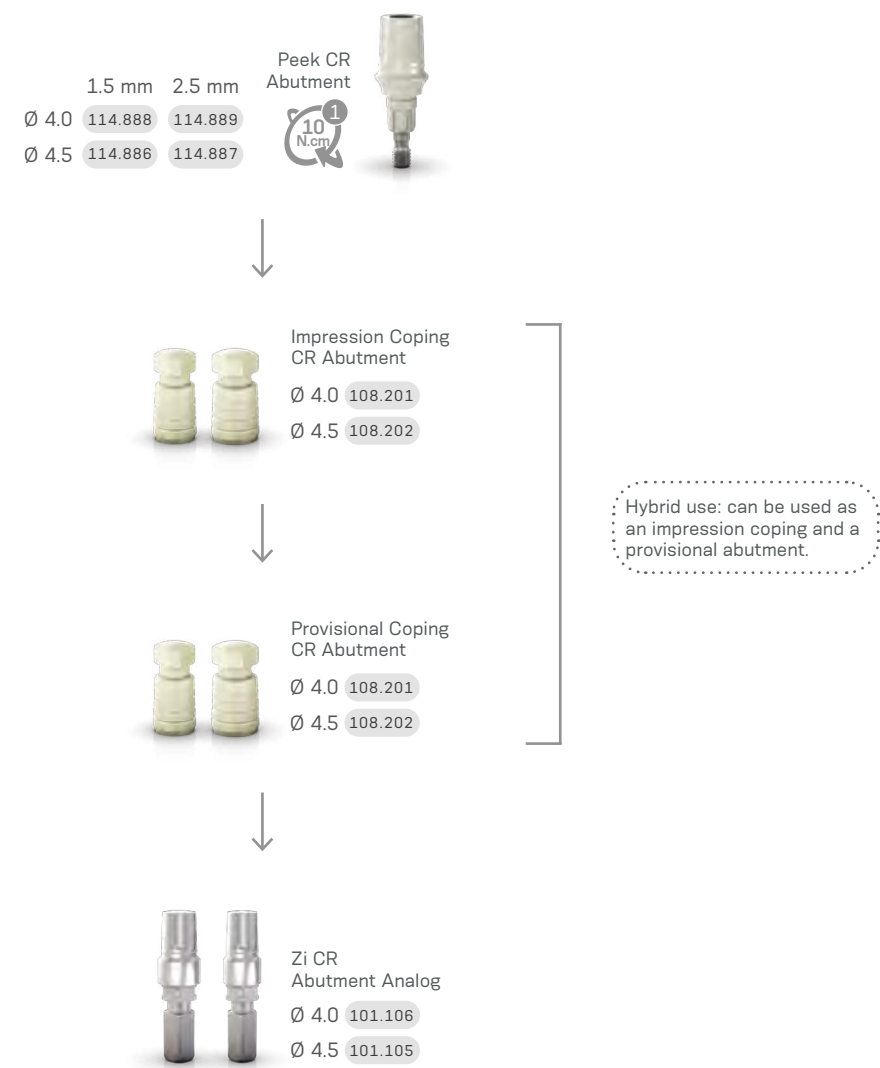 Peek CR
Abutment
1.5 mm 2.5 mm
Ø 4.0 114.888 114.889
Ø 4.5 114.886 114.887
1
10
N.cm
Impression Coping
CR Abutment
Ø 4.0 108.201
Ø 4.5 108.202
Hybrid use: can be used as
an impression coping and a
provisional abutment.
Provisional Coping
CR Abutment
Ø 4.0 108.201
Ø 4.5 108.202
Zi CR
Abutment Analog
Ø 4.0 101.106
Ø 4.5 101.105